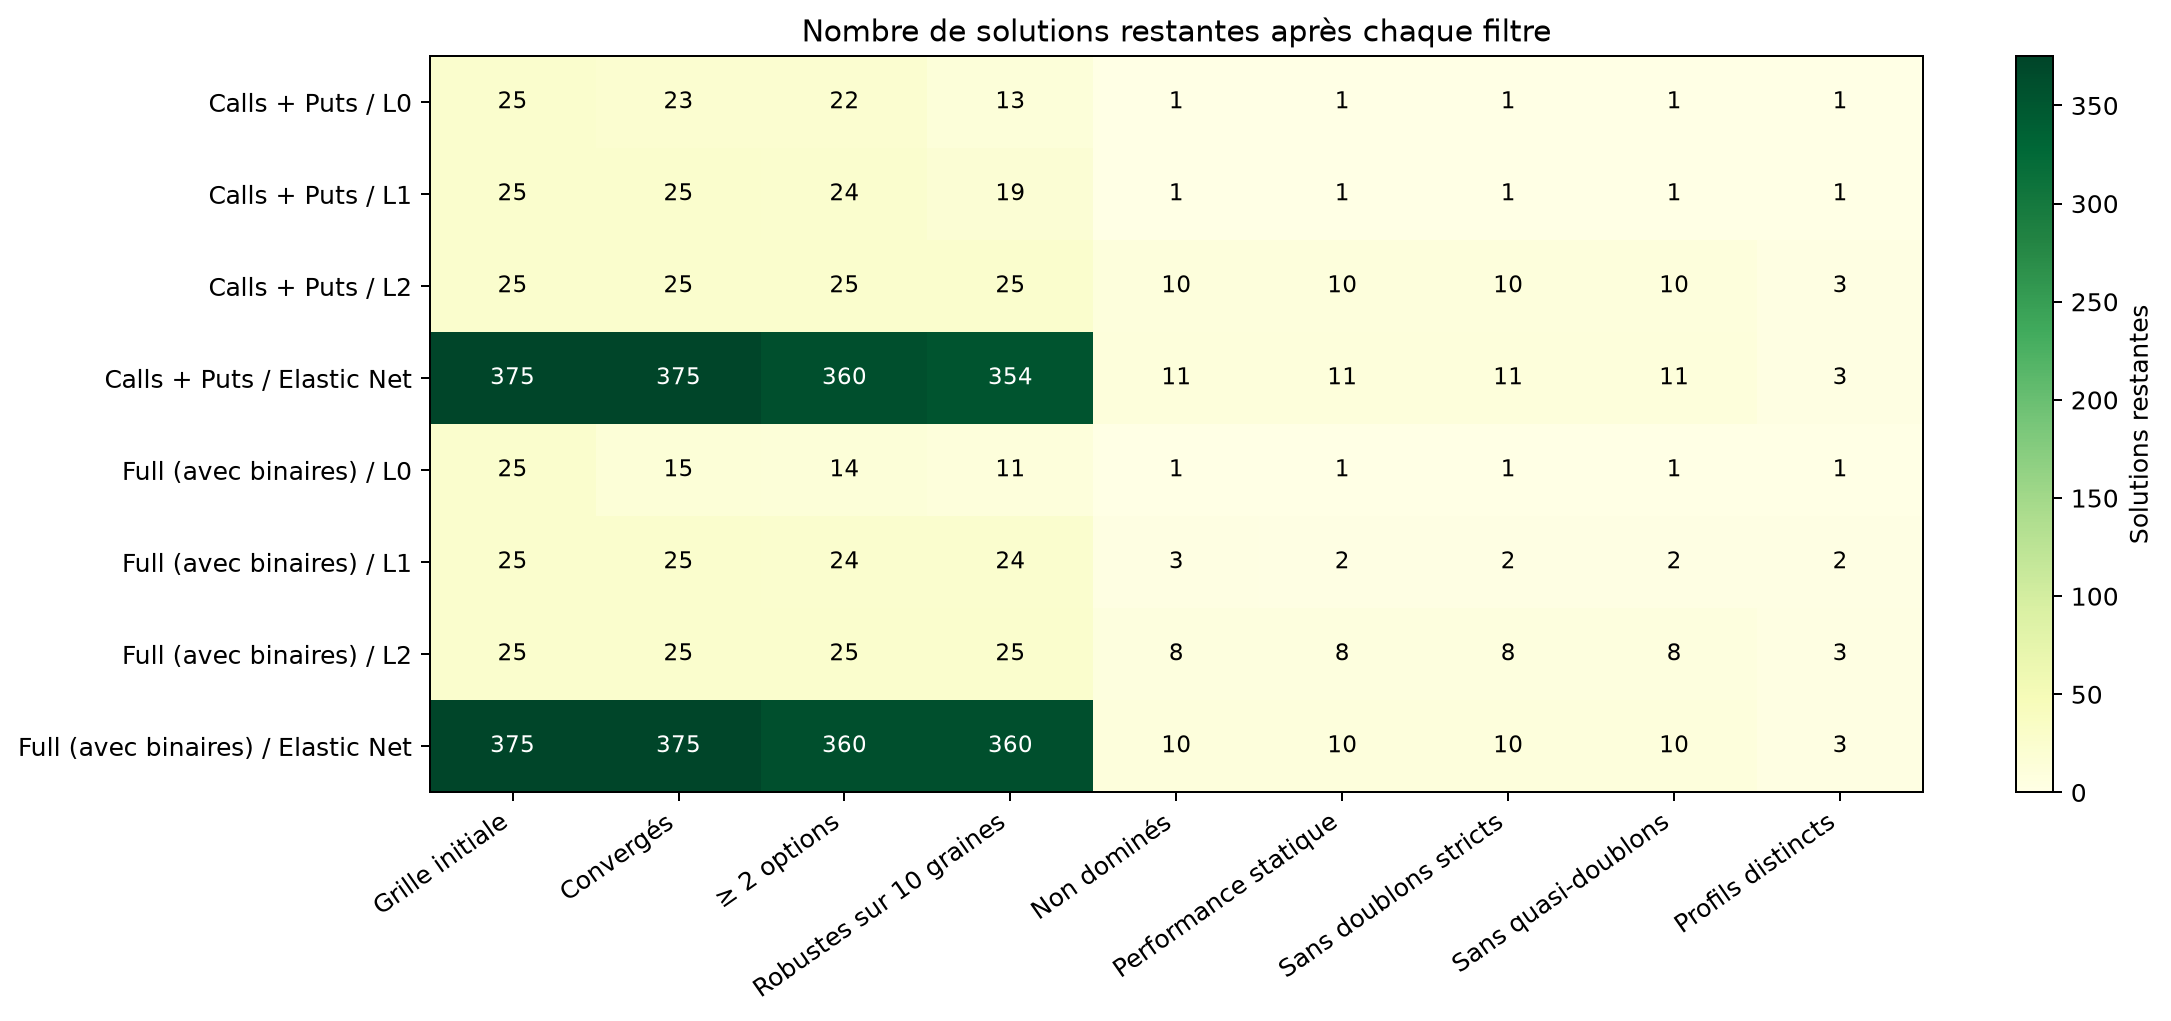 Nombre de solutions restantes après chaque filtre
Calls + Puts / L0 25 23 22 13 1 1 1 1 1
Calls + Puts / L1 25 25 24 19 1 1 1 1 1
Calls + Puts / L2 25 25 25 25 10 10 10 10 3
Calls + Puts / Elastic Net 375 375 360 354 11 11 11 11 3
Full (avec binaires) / L0 25 15 14 11 1 1 1 1 1
Full (avec binaires) / L1 25 25 24 24 3 2 2 2 2
Full (avec binaires) / L2 25 25 25 25 8 8 8 8 3
Full (avec binaires) / Elastic Net 375 375 360 360 10 10 10 10 3
Grille initiale
Convergés
≥ 2 options
Robustes sur 10 graines
Non dominés
Performance statique
Sans doublons stricts
Sans quasi-doublons
Profils distincts
350
300
250
200
150
100
50
0
Solutions restantes